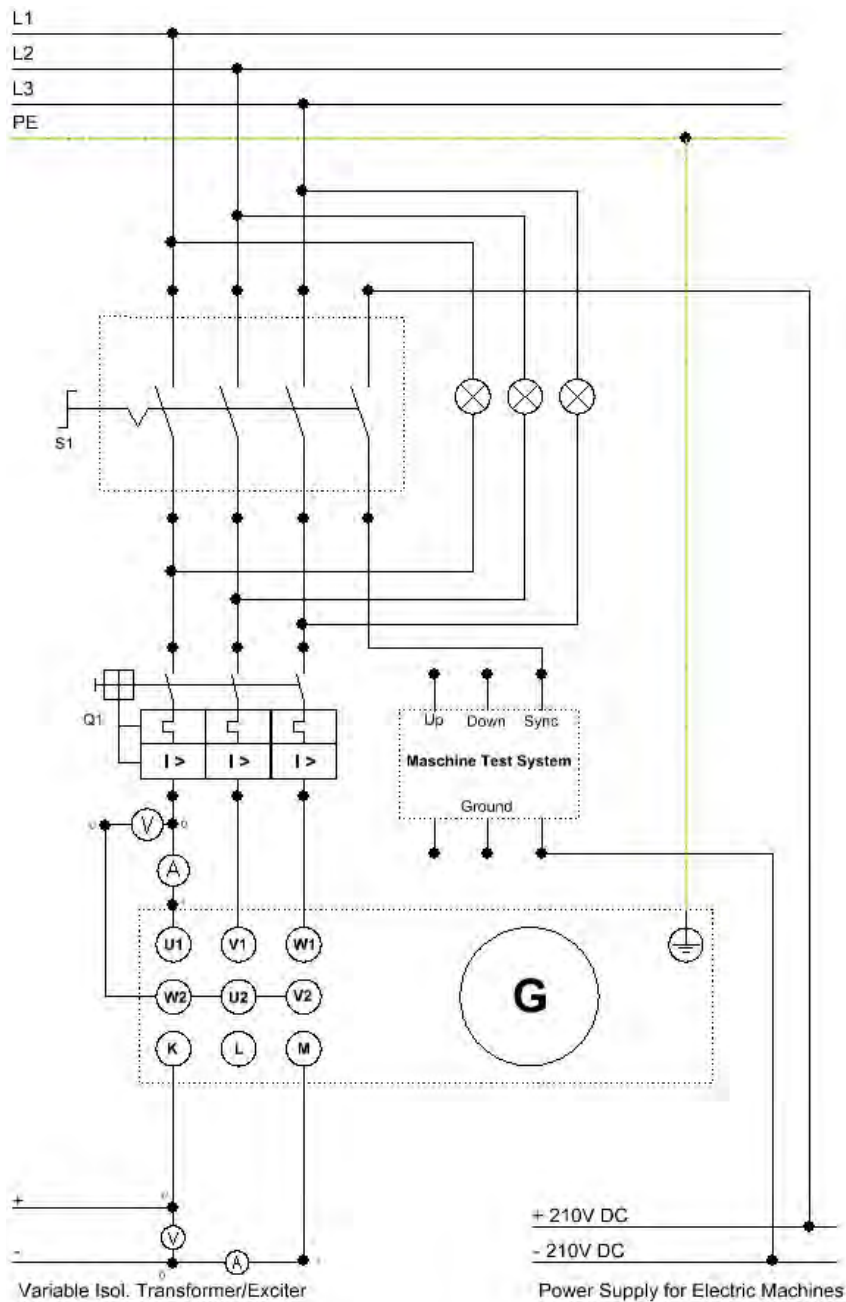 L1
L2
L3
PE
S1
Q1
I > I > I >
Up Down Sync
Maschine Test System
Ground
V
A
U1 V1 W1
W2 U2 V2
G
K L M
+
V
-
A
+ 210V DC
- 210V DC
Variable Isol. Transformer/Exciter
Power Supply for Electric Machines